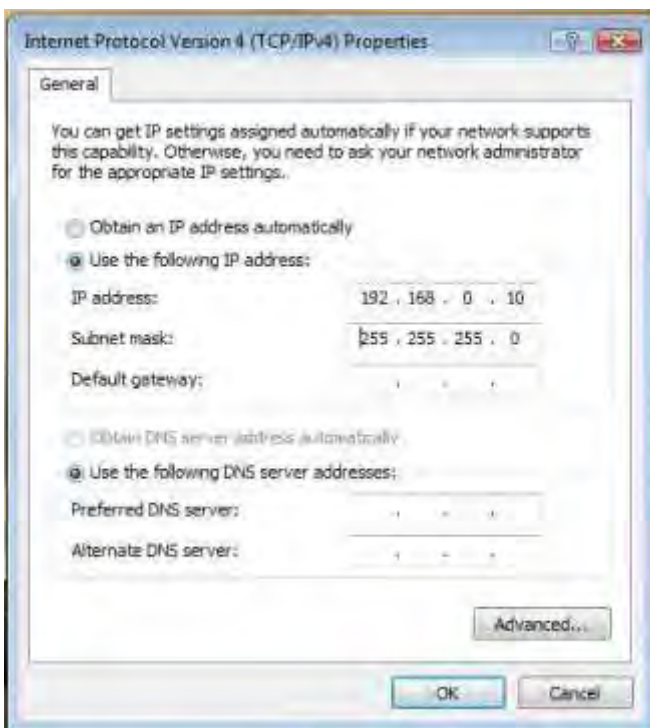 Internet Protocol Version 4 (TCP/IPv4) Properties
General
You can get IP settings assigned automatically if your network supports
this capability. Otherwise, you need to ask your network administrator
for the appropriate IP settings.
Obtain an IP address automatically
Use the following IP address:
IP address: 192 . 168 . 0 . 10
Subnet mask: 255 . 255 . 255 . 0
Default gateway: . . .
Obtain DNS server address automatically
Use the following DNS server addresses:
Preferred DNS server: . . .
Alternate DNS server: . . .
Advanced...
OK Cancel